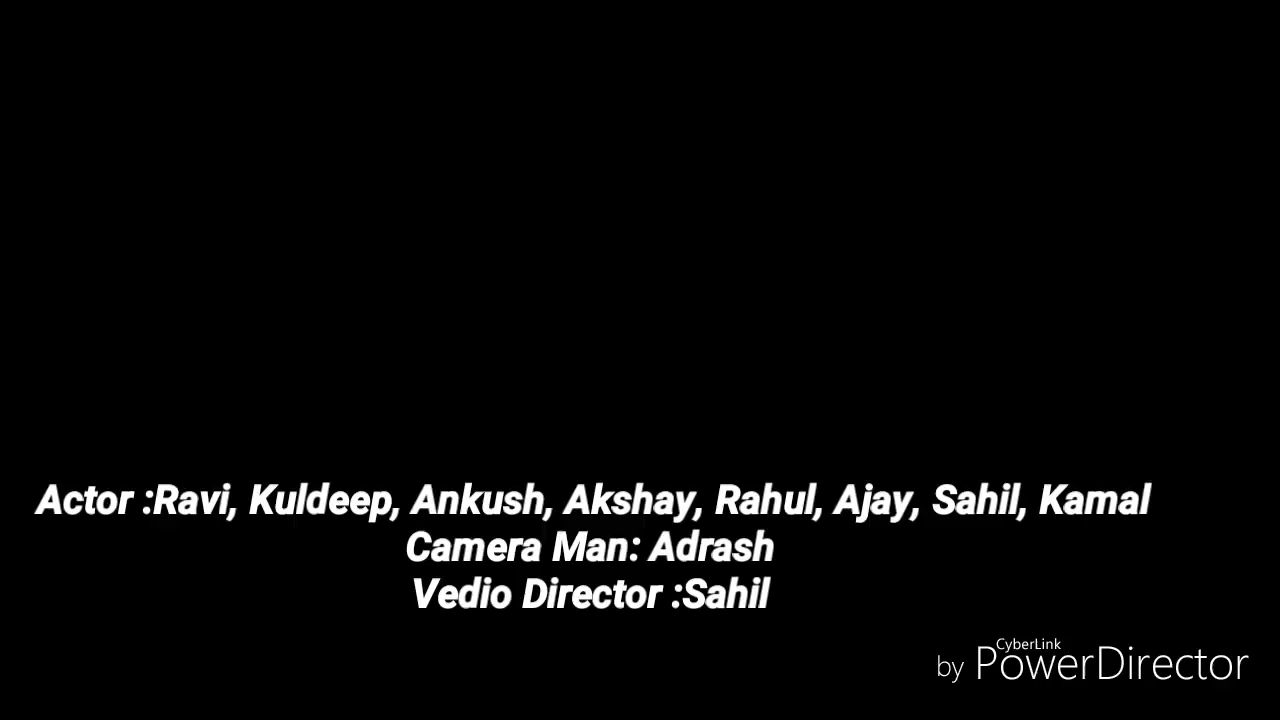 Actor :Ravi, Kuldeep, Ankush, Akshay, Rahul, Ajay, Sahil, Kamal
Camera Man: Adrash
Vedio Director :Sahil
CyberLink
by PowerDirector